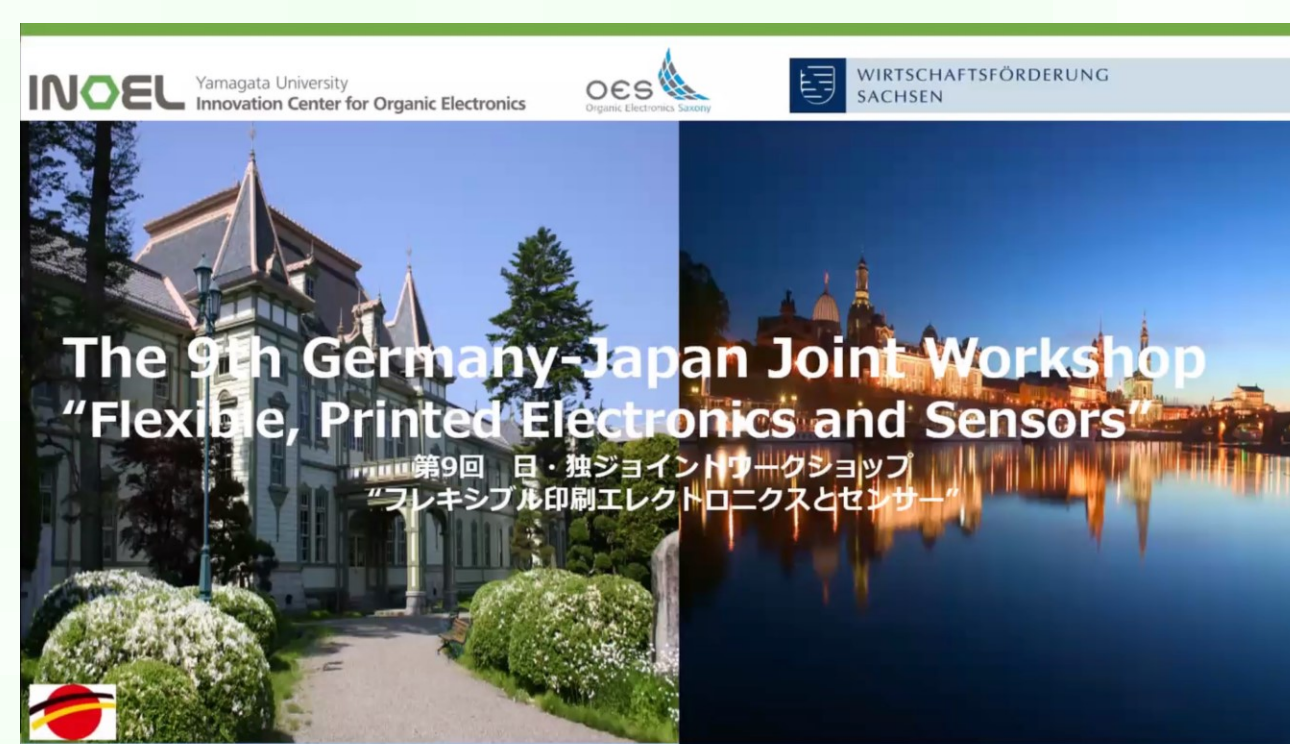 INOEL
Yamagata University
Innovation Center for Organic Electronics
OES
Organic Electronics Saxony
WIRTSCHAFTSFÖRDERUNG
SACHSEN
The 9th Germany-Japan Joint Workshop
“Flexible, Printed Electronics and Sensors”
第9回 日・独ジョイントワークショップ
“フレキシブル印刷エレクトロニクスとセンサー”